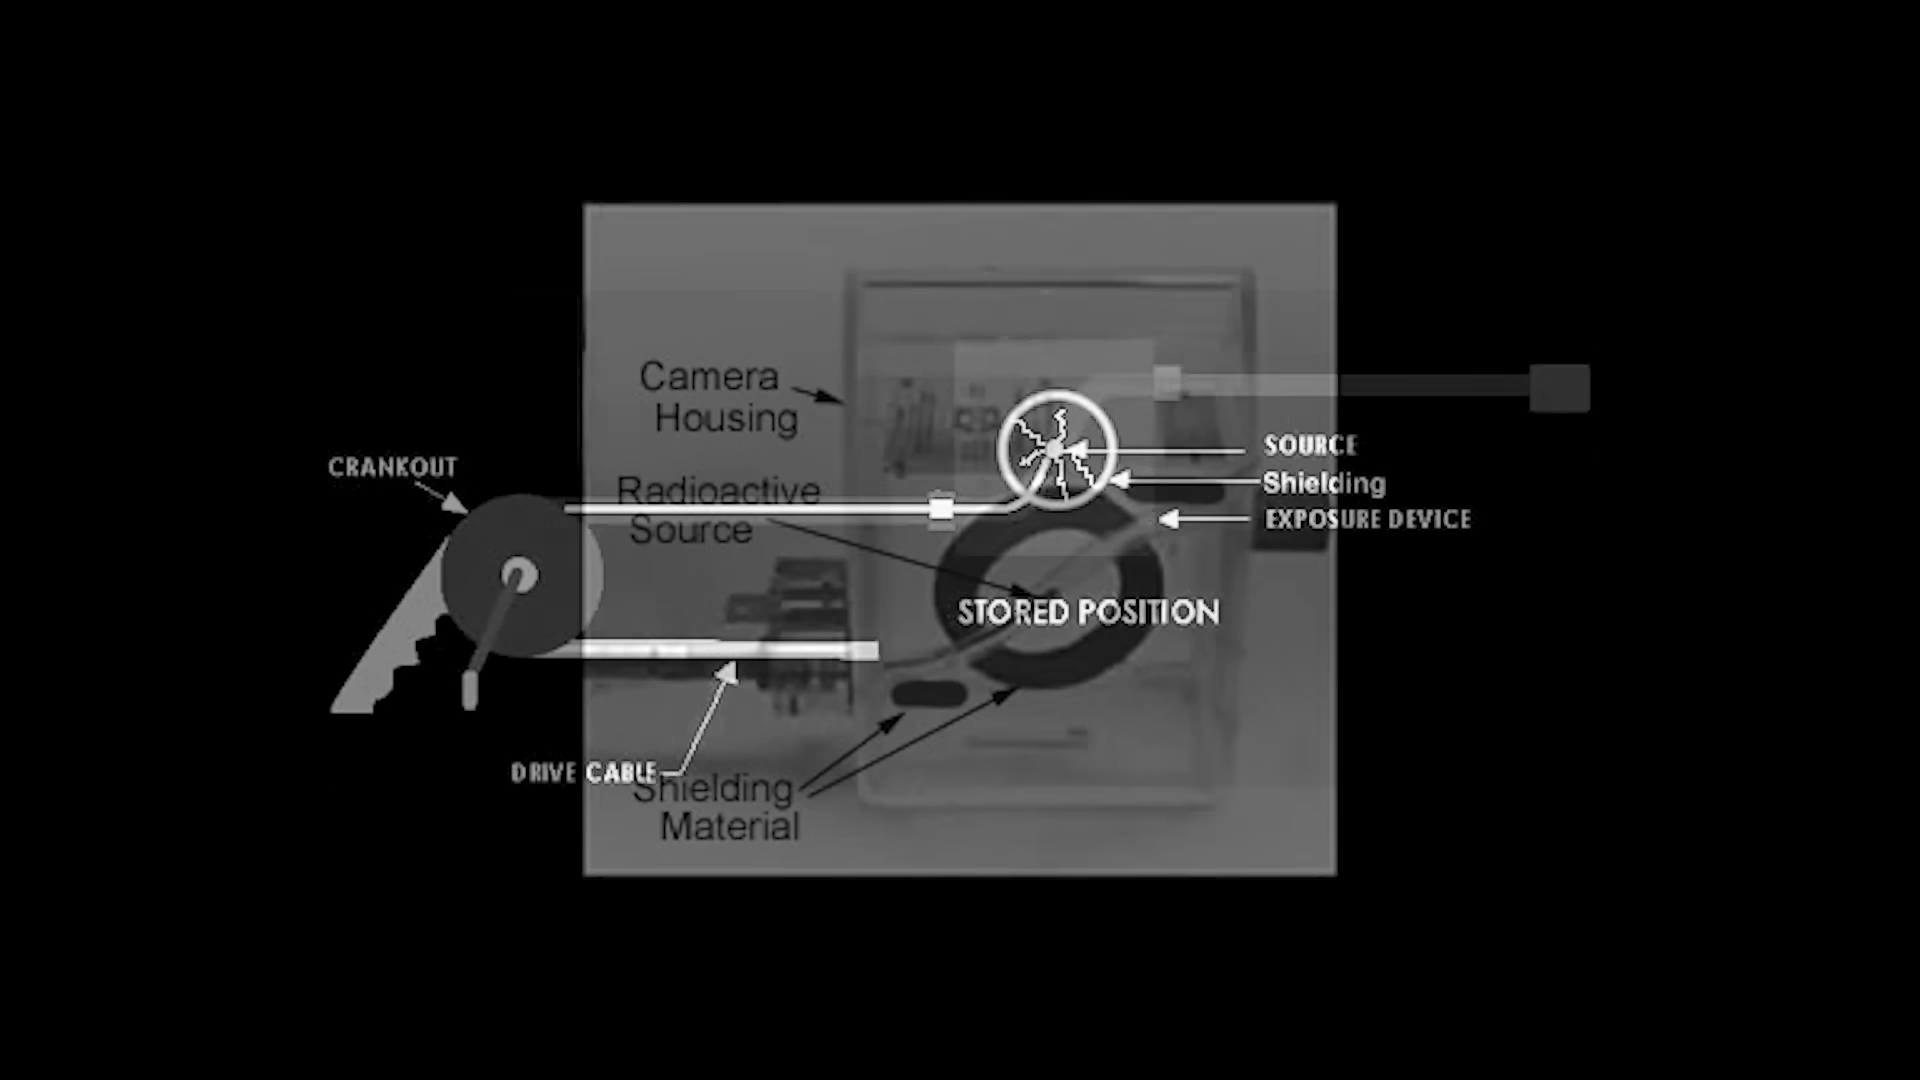 Camera
Housing
SOURCE
CRANKOUT
Shielding
Radioactive
EXPOSURE DEVICE
Source
STORED POSITION
DRIVE CABLE
Shielding
Material